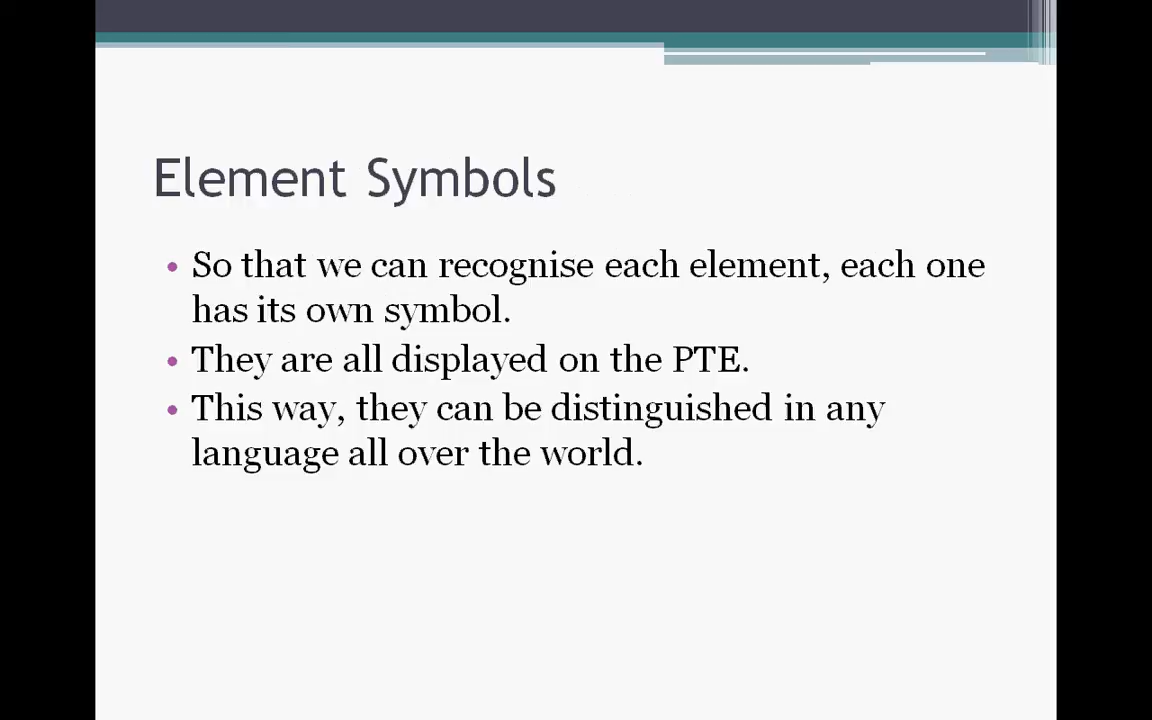 Element Symbols
• So that we can recognise each element, each one
has its own symbol.
• They are all displayed on the PTE.
• This way, they can be distinguished in any
language all over the world.